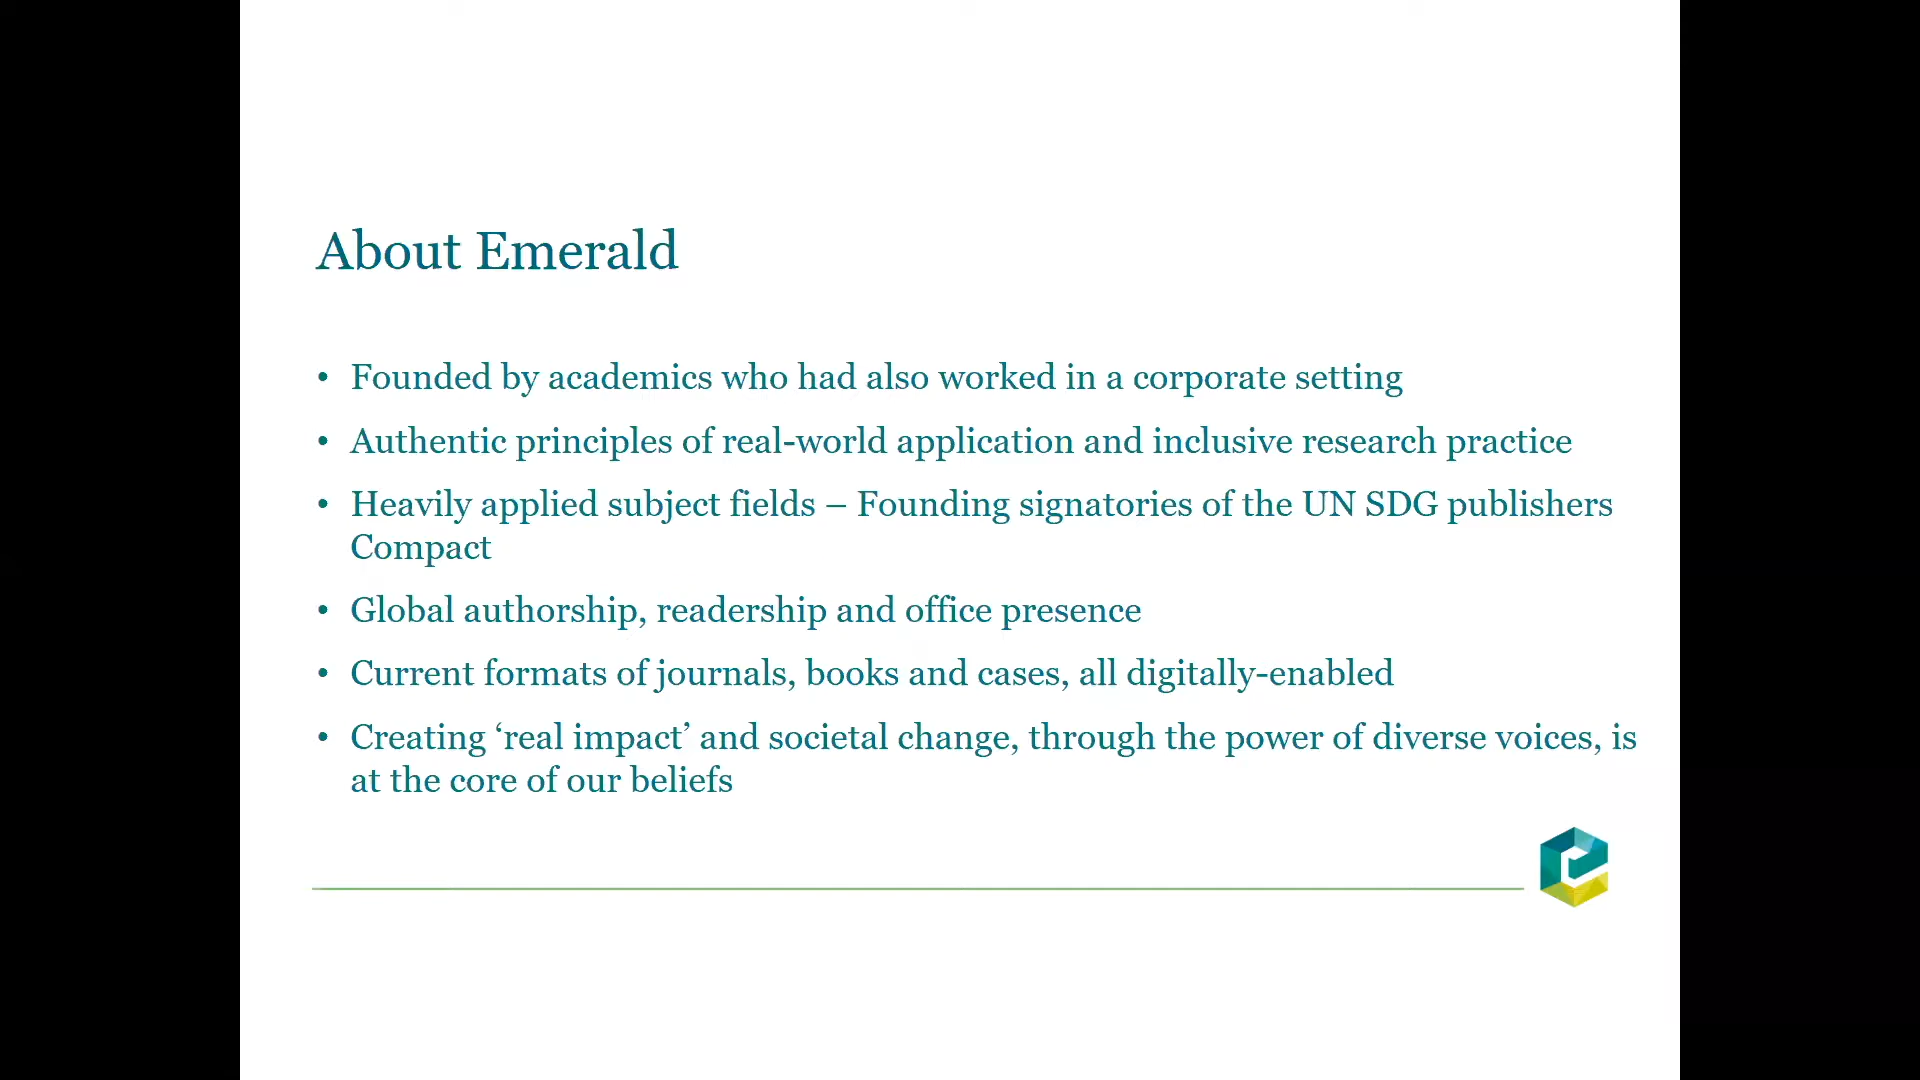 About Emerald
• Founded by academics who had also worked in a corporate setting
• Authentic principles of real-world application and inclusive research practice
• Heavily applied subject fields – Founding signatories of the UN SDG publishers
Compact
• Global authorship, readership and office presence
• Current formats of journals, books and cases, all digitally-enabled
• Creating ‘real impact’ and societal change, through the power of diverse voices, is
at the core of our beliefs